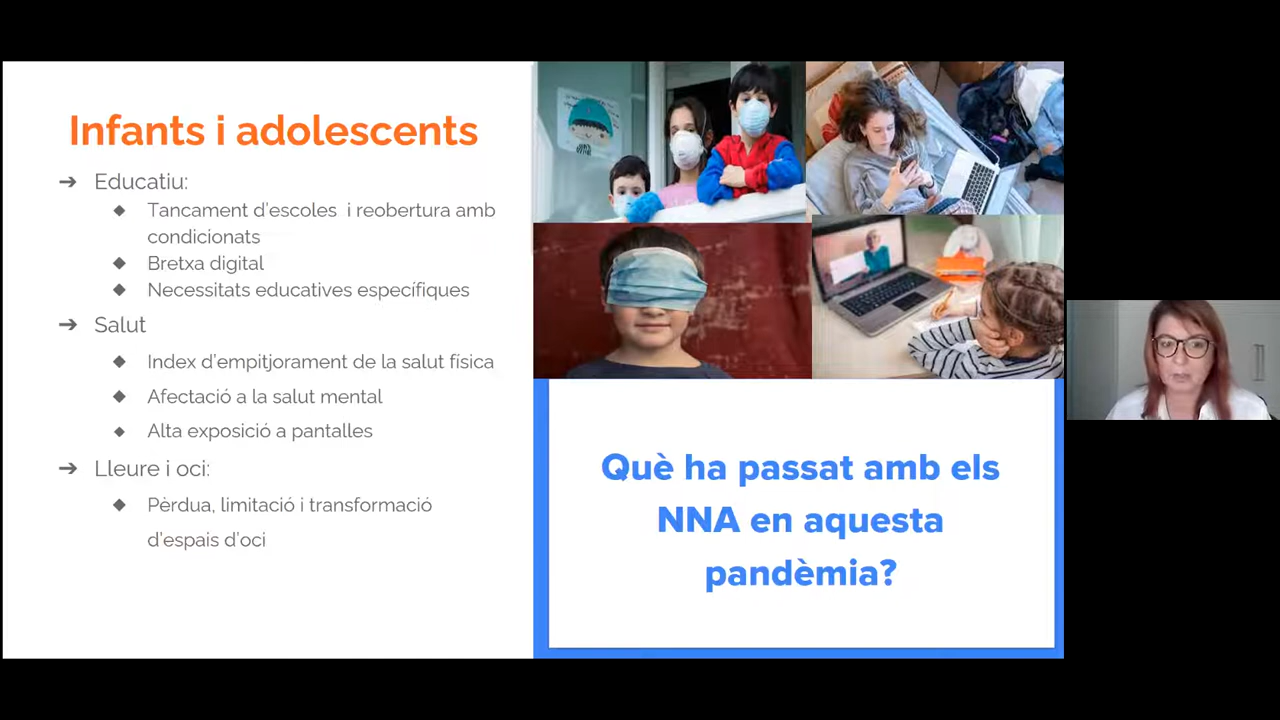 Infants i adolescents
➔ Educatiu:
◆ Tancament d'escoles i reobertura amb
condicionats
◆ Bretxa digital
◆ Necessitats educatives específiques
➔ Salut
◆ Index d'empitjorament de la salut física
◆ Afectació a la salut mental
◆ Alta exposició a pantalles
➔ Lleure i oci:
◆ Pèrdua, limitació i transformació
d'espais d'oci
Què ha passat amb els
NNA en aquesta
pandèmia?